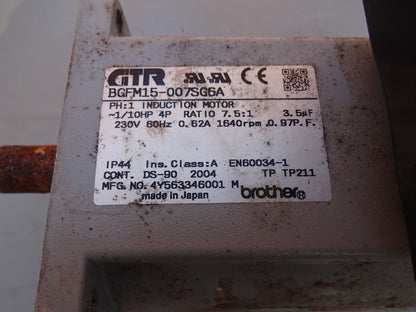 GTR
BGFM15-007SG6A
PH:1 INDUCTION MOTOR
~1/10HP 4P RATIO 7.5:1 3.5µF
230V 60Hz 0.62A 1640rpm 0.97P.F.
IP44 Ins.Class:A EN60034-1
CONT. DS-90 2004 TP TP211
MFG.NO.4Y563346001 M
made in Japan brother®